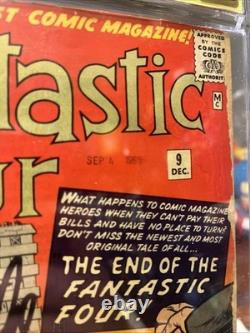 ST COMIC MAGAZINE!
APPROVED
BY THE
COMICS
CODE
AUTHORITY
ntastic
MC
ur
SEP 4
9
DEC.
WHAT HAPPENS TO COMIC MAGAZINE
HEROES WHEN THEY CAN'T PAY THEIR
BILLS AND HAVE NO PLACE TO TURN?
DON'T MISS THE NEWEST AND MOST
ORIGINAL TALE OF ALL...
THE END OF THE
FANTASTIC
FOUR!